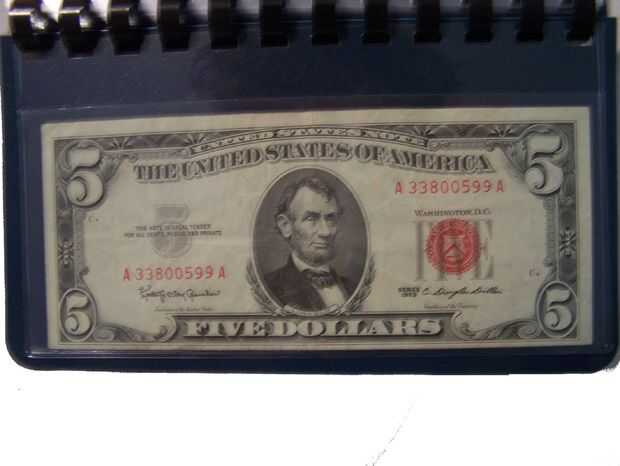 5 UNITED STATES NOTE 5
THE UNITED STATES OF AMERICA
A 33800599 A
WASHINGTON, D.C.
THIS NOTE IS LEGAL TENDER
FOR ALL DEBTS, PUBLIC AND PRIVATE
A 33800599 A
SERIES
1963
5 FIVE DOLLARS 5